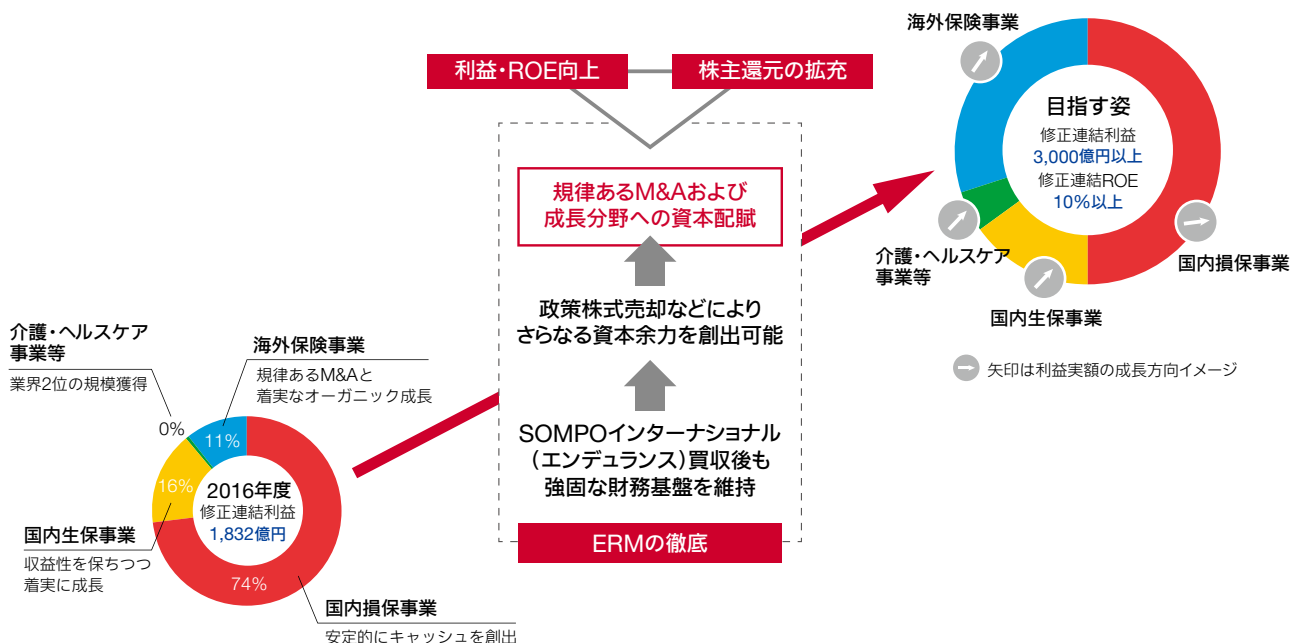 利益・ROE向上
株主還元の拡充
規律あるM&Aおよび
成長分野への資本配賦
政策株式売却などにより
さらなる資本余力を創出可能
SOMPOインターナショナル
（エンデュランス）買収後も
強固な財務基盤を維持
ERMの徹底
介護・ヘルスケア
事業等
業界2位の規模獲得
海外保険事業
規律あるM&Aと
着実なオーガニック成長
0%
11%
16%
74%
2016年度
修正連結利益
1,832億円
国内生保事業
収益性を保ちつつ
着実に成長
国内損保事業
安定的にキャッシュを創出
海外保険事業
目指す姿
修正連結利益
3,000億円以上
修正連結ROE
10%以上
介護・ヘルスケア
事業等
国内生保事業
国内損保事業
矢印は利益実額の成長方向イメージ